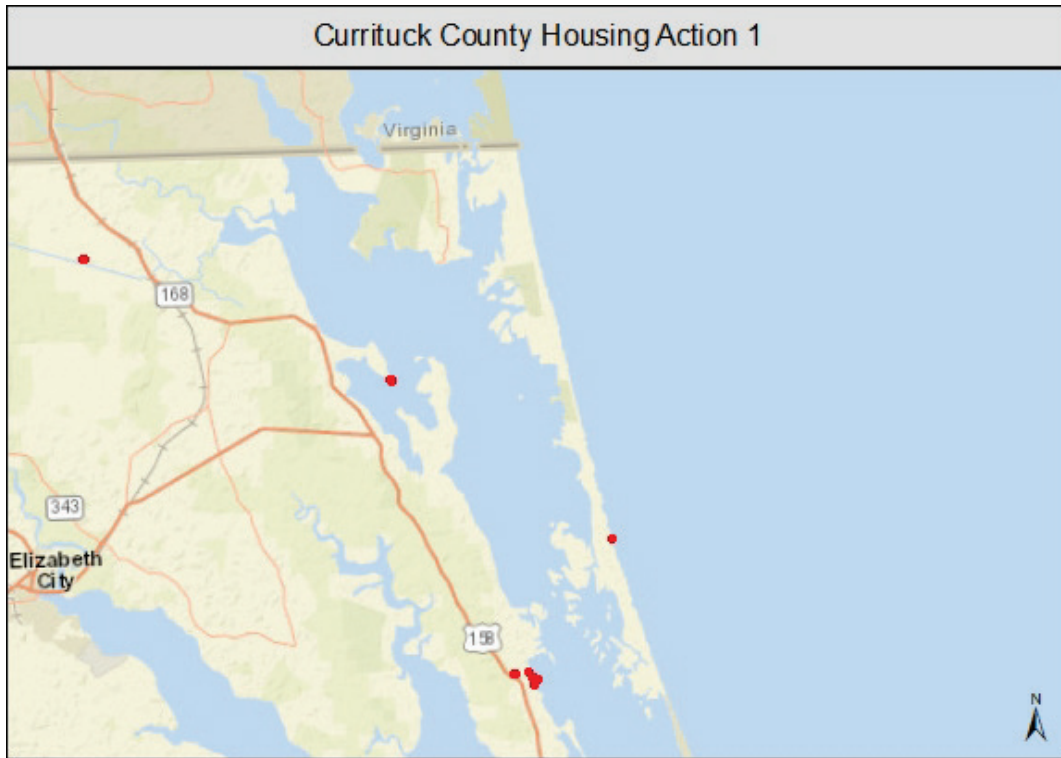 Currituck County Housing Action 1
Virginia
168
343
Elizabeth
City
158
N